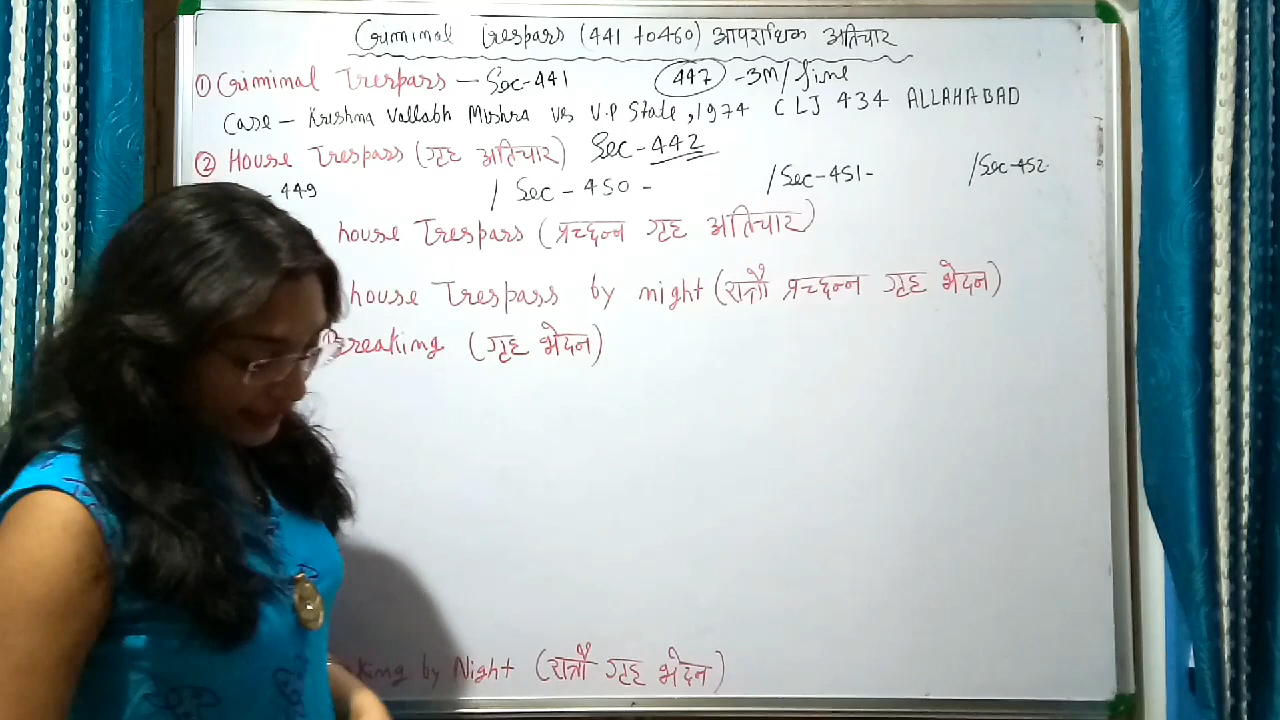 Criminal Trespass (441 to 460) आपराधिक अतिचार
① Criminal Trespass - Sec-441 447 -3M/fine
Case - Krishna Vallabh Mishra vs U.P State, 1974 CLJ 434 ALLAHABAD
② House Trespass (गृह अतिचार) Sec-442
- 449 / Sec - 450 - / Sec-451- / Sec-452-
house Trespass (प्रच्छन्न गृह अतिचार)
house Trespass by night (रात्रौ प्रच्छन्न गृह भेदन)
Breaking (गृह भेदन)
king by Night (रात्रौ गृह भेदन)